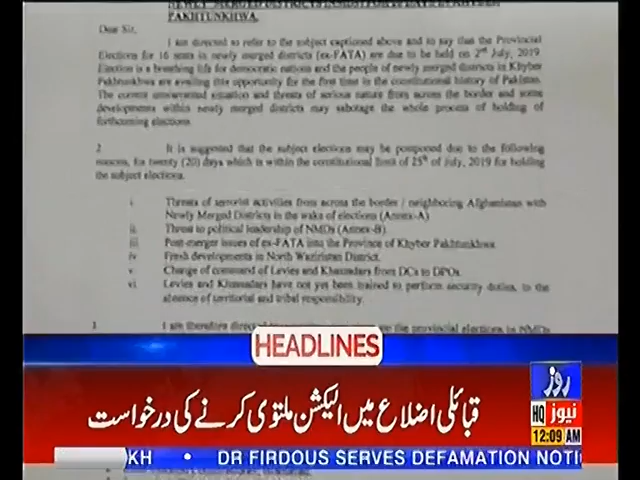 NEWLY MERGED DISTRICTS
PAKHTUNKHWA.
Dear Sir,
I am directed to refer to the subject captioned above and to say that the Provincial
Elections for 16 seats in newly merged districts (ex-FATA) are due to be held on 2nd July, 2019.
Election is a breathing life for democratic nations and the people of newly merged districts in Khyber
Pakhtunkhwa are availing this opportunity for the first time in the constitutional history of Pakistan.
The current unwarranted situation and threats of serious nature from across the border and some
developments within newly merged districts may sabotage the whole process of holding of
forthcoming elections.
2 It is suggested that the subject elections may be postponed due to the following
reasons, for twenty (20) days which is within the constitutional limit of 25th of July, 2019 for holding
the subject elections.
i. Threats of terrorist activities from across the border / neighboring Afghanistan with
Newly Merged Districts in the wake of elections (Annex-A)
ii. Threat to political leadership of NMDs (Annex-B)
iii Post-merger issues of ex-FATA into the Province of Khyber Pakhtunkhwa
iv Fresh developments in North Waziristan District.
v. Change of command of Levies and Khasadars from DCs to DPOs.
vi Levies and Khasadars have not yet been trained to perform security duties, to the
absence of territorial and tribal responsibility.
I am therefore the provincial elections in NMDs
HEADLINES
قبائلی اضلاع میں الیکشن ملتوی کرنے کی درخواست
روز
HQ نیوز
12:09 AM
KH • DR FIRDOUS SERVES DEFAMATION NOTI